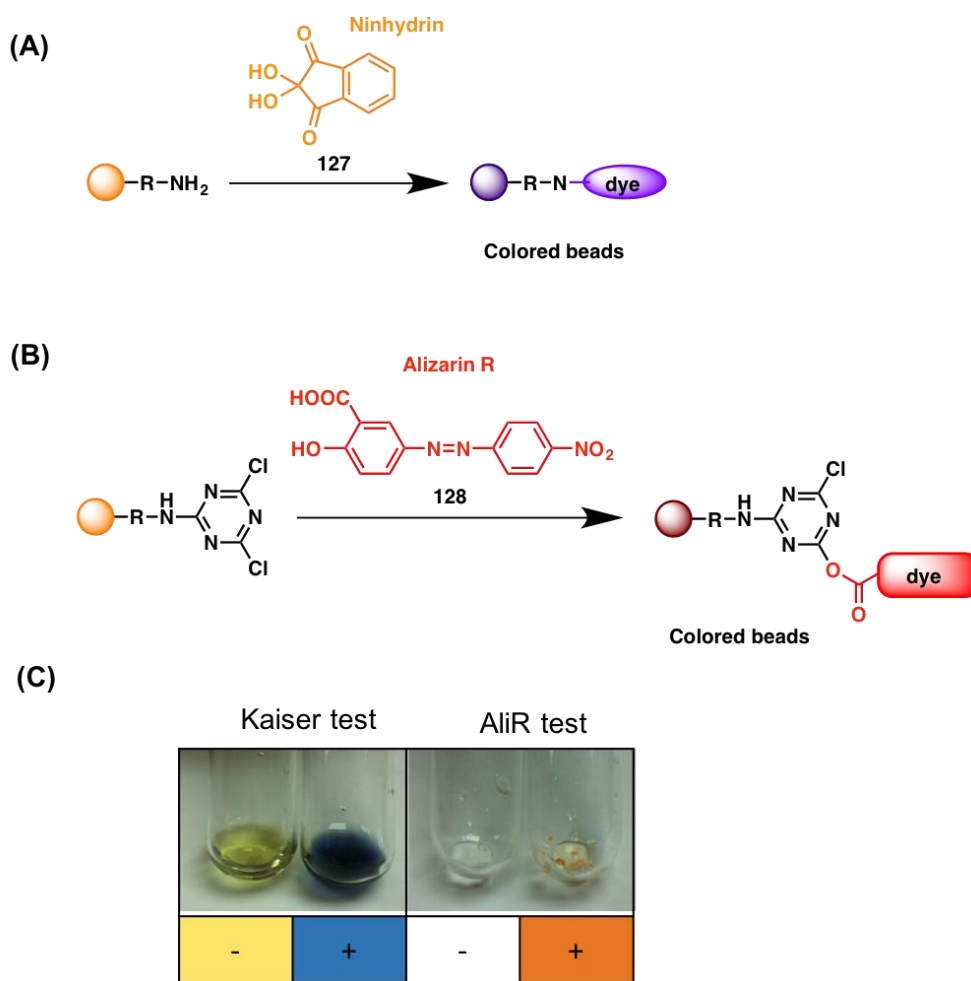 (A)
Ninhydrin
O
HO
HO
O
127
R–NH2
R–N
dye
Colored beads
(B)
Alizarin R
HOOC
HO
N=N
NO2
128
Cl
H
R–N
N
N
N
Cl
Cl
H
R–N
N
N
N
O
O
dye
Colored beads
(C)
Kaiser test
AliR test
-
+
-
+